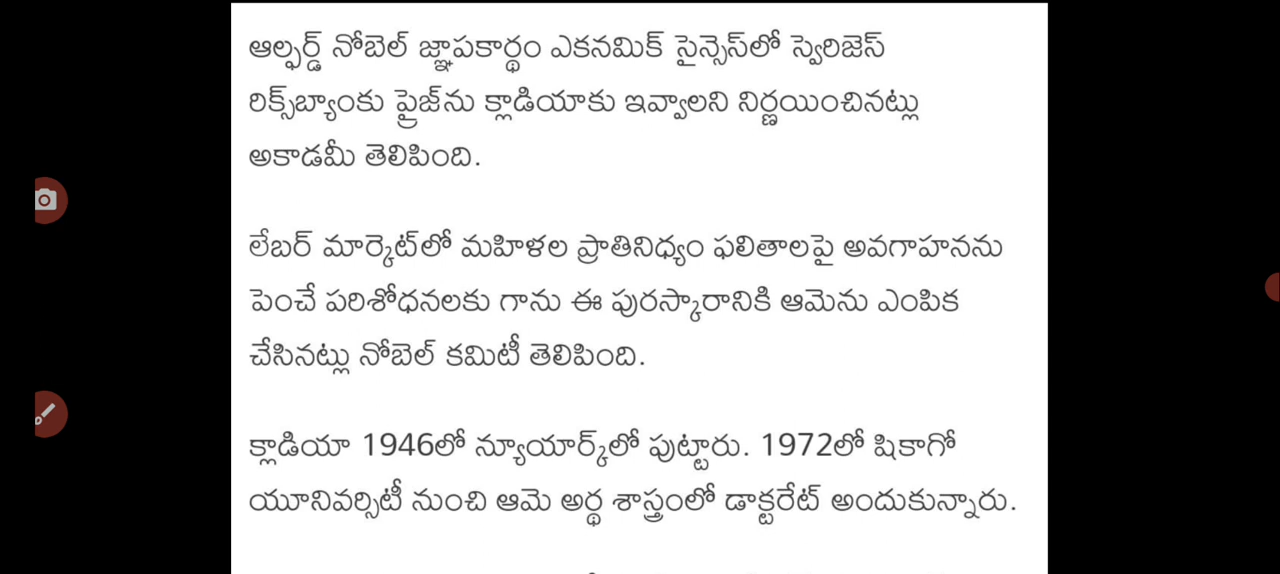 ఆల్ఫర్డ్ నోబెల్ జ్ఞాపకార్థం ఎకనమిక్ సైన్సెస్‌లో స్వెరిజెస్
రిక్స్‌బ్యాంకు ప్రైజ్‌ను క్లాడియాకు ఇవ్వాలని నిర్ణయించినట్లు
అకాడమీ తెలిపింది.
లేబర్ మార్కెట్‌లో మహిళల ప్రాతినిధ్యం ఫలితాలపై అవగాహనను
పెంచే పరిశోధనలకు గాను ఈ పురస్కారానికి ఆమెను ఎంపిక
చేసినట్లు నోబెల్ కమిటీ తెలిపింది.
క్లాడియా 1946లో న్యూయార్క్‌లో పుట్టారు. 1972లో షికాగో
యూనివర్సిటీ నుంచి ఆమె అర్థ శాస్త్రంలో డాక్టరేట్ అందుకున్నారు.